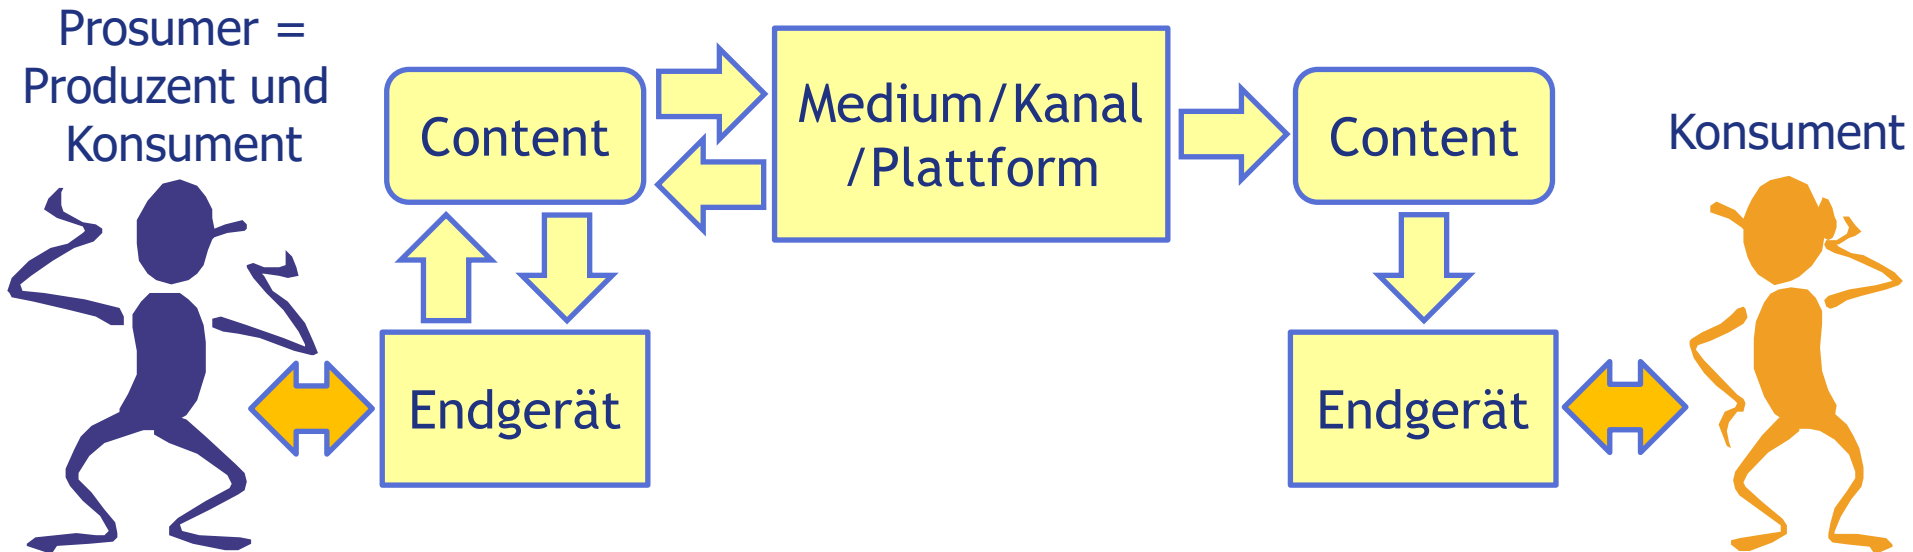 Prosumer =
Produzent und
Konsument
Content
Medium/Kanal
/Plattform
Content
Konsument
Endgerät
Endgerät